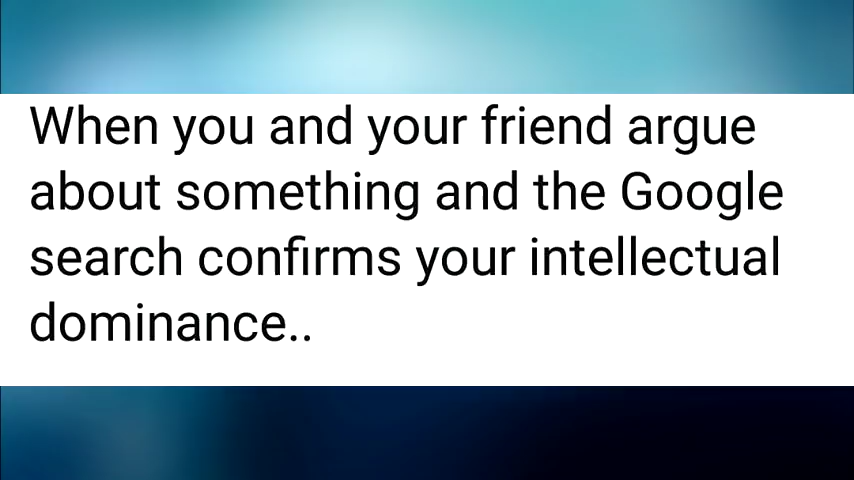 When you and your friend argue
about something and the Google
search confirms your intellectual
dominance..